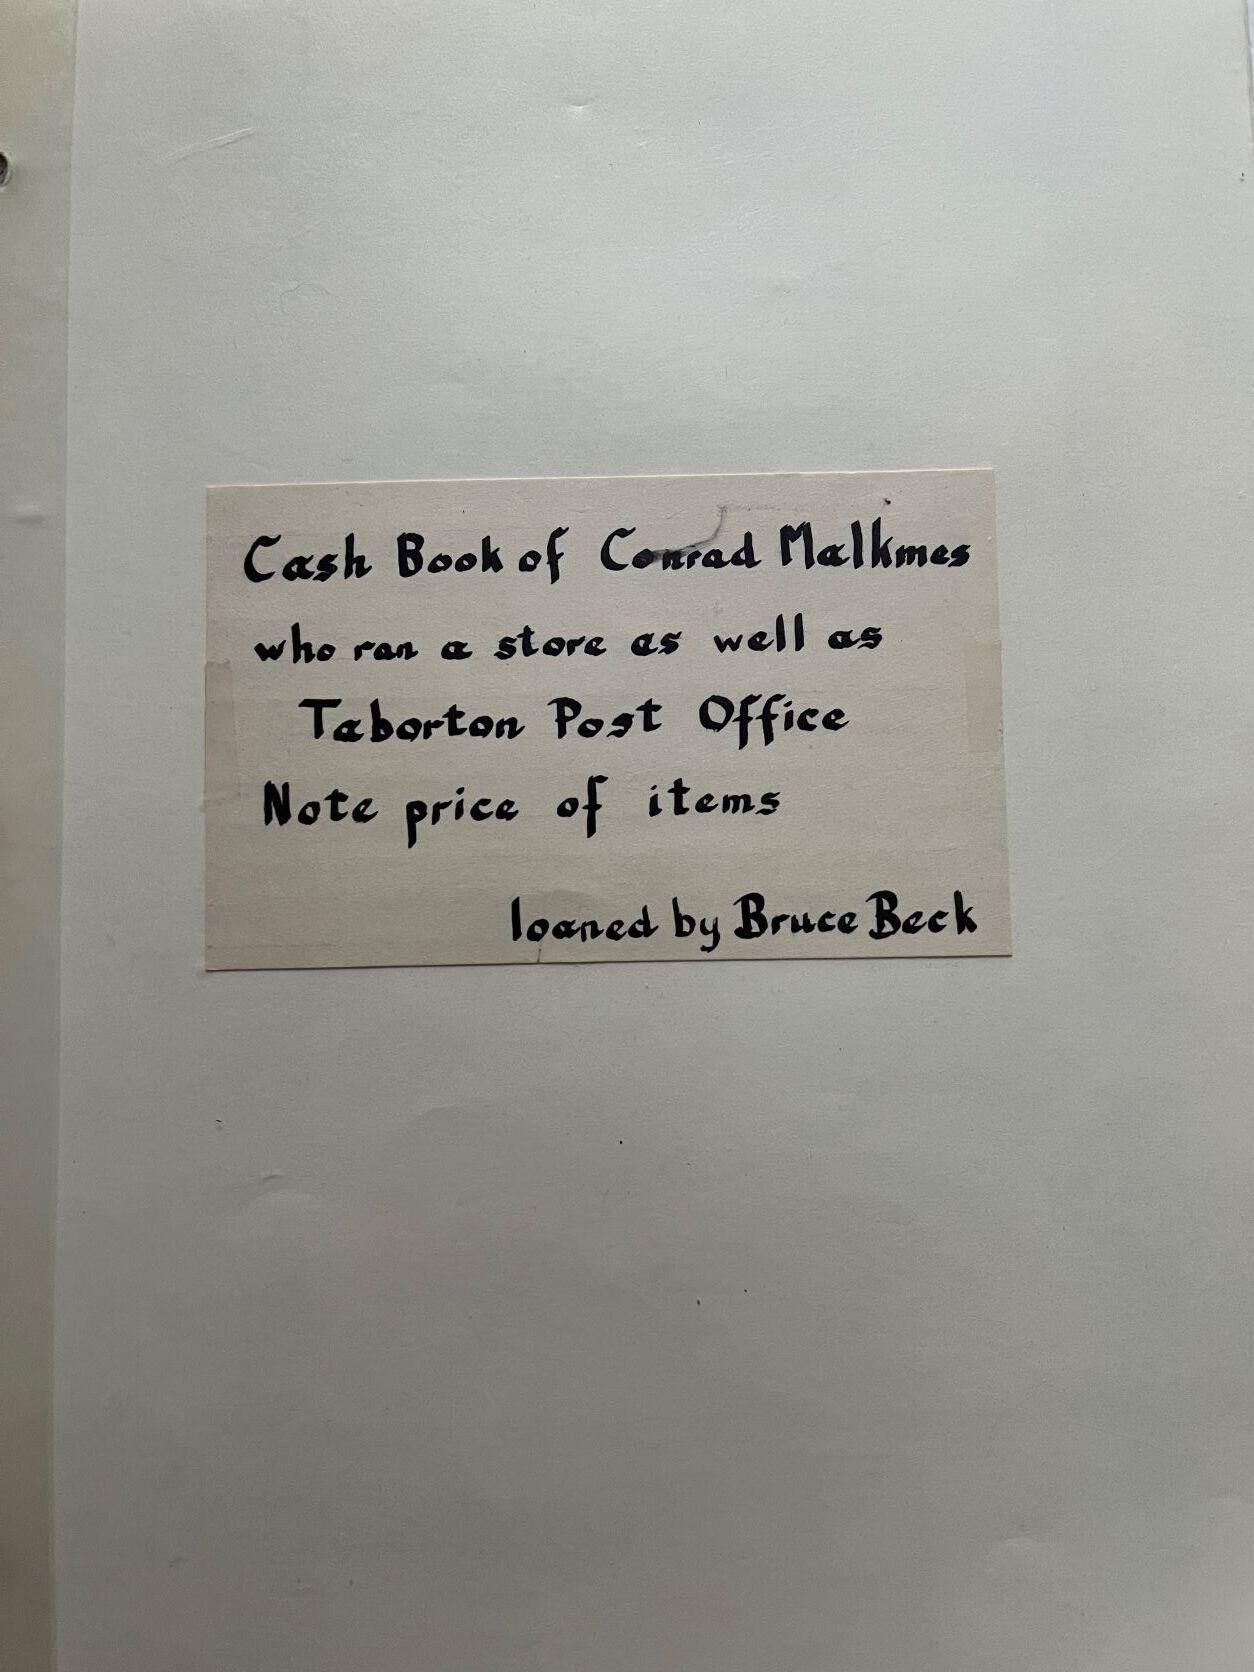 Cash Book of Conrad Malkmes
who ran a store as well as
Taborton Post Office
Note price of items
loaned by Bruce Beck